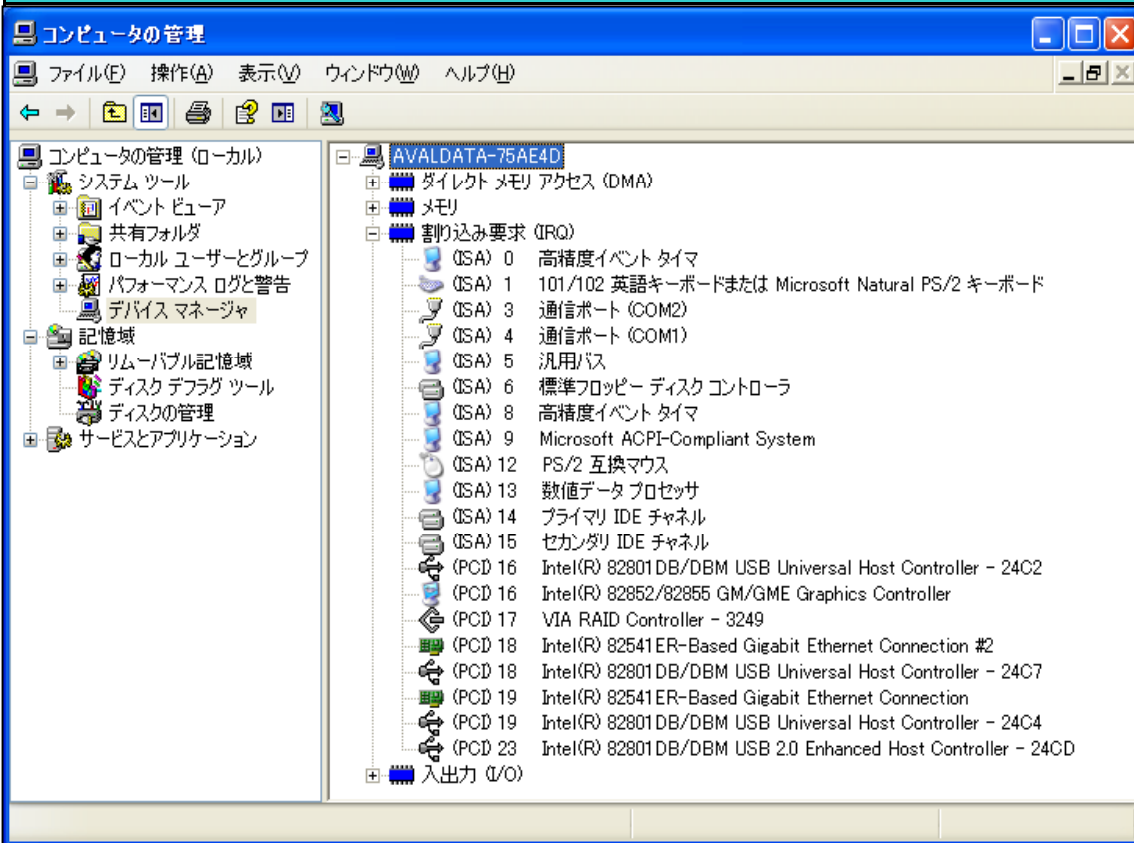 コンピュータの管理
ファイル(F) 操作(A) 表示(V) ウィンドウ(W) ヘルプ(H)
コンピュータの管理 (ローカル)
システム ツール
イベント ビューア
共有フォルダ
ローカル ユーザーとグループ
パフォーマンス ログと警告
デバイス マネージャ
記憶域
リムーバブル記憶域
ディスク デフラグ ツール
ディスクの管理
サービスとアプリケーション
AVALDATA-75AE4D
ダイレクト メモリ アクセス (DMA)
メモリ
割り込み要求 (IRQ)
(ISA) 0 高精度イベント タイマ
(ISA) 1 101/102 英語キーボードまたは Microsoft Natural PS/2 キーボード
(ISA) 3 通信ポート (COM2)
(ISA) 4 通信ポート (COM1)
(ISA) 5 汎用バス
(ISA) 6 標準フロッピー ディスク コントローラ
(ISA) 8 高精度イベント タイマ
(ISA) 9 Microsoft ACPI-Compliant System
(ISA) 12 PS/2 互換マウス
(ISA) 13 数値データ プロセッサ
(ISA) 14 プライマリ IDE チャネル
(ISA) 15 セカンダリ IDE チャネル
(PCI) 16 Intel(R) 82801DB/DBM USB Universal Host Controller - 24C2
(PCI) 16 Intel(R) 82852/82855 GM/GME Graphics Controller
(PCI) 17 VIA RAID Controller - 3249
(PCI) 18 Intel(R) 82541ER-Based Gigabit Ethernet Connection #2
(PCI) 18 Intel(R) 82801DB/DBM USB Universal Host Controller - 24C7
(PCI) 19 Intel(R) 82541ER-Based Gigabit Ethernet Connection
(PCI) 19 Intel(R) 82801DB/DBM USB Universal Host Controller - 24C4
(PCI) 23 Intel(R) 82801DB/DBM USB 2.0 Enhanced Host Controller - 24CD
入出力 (I/O)